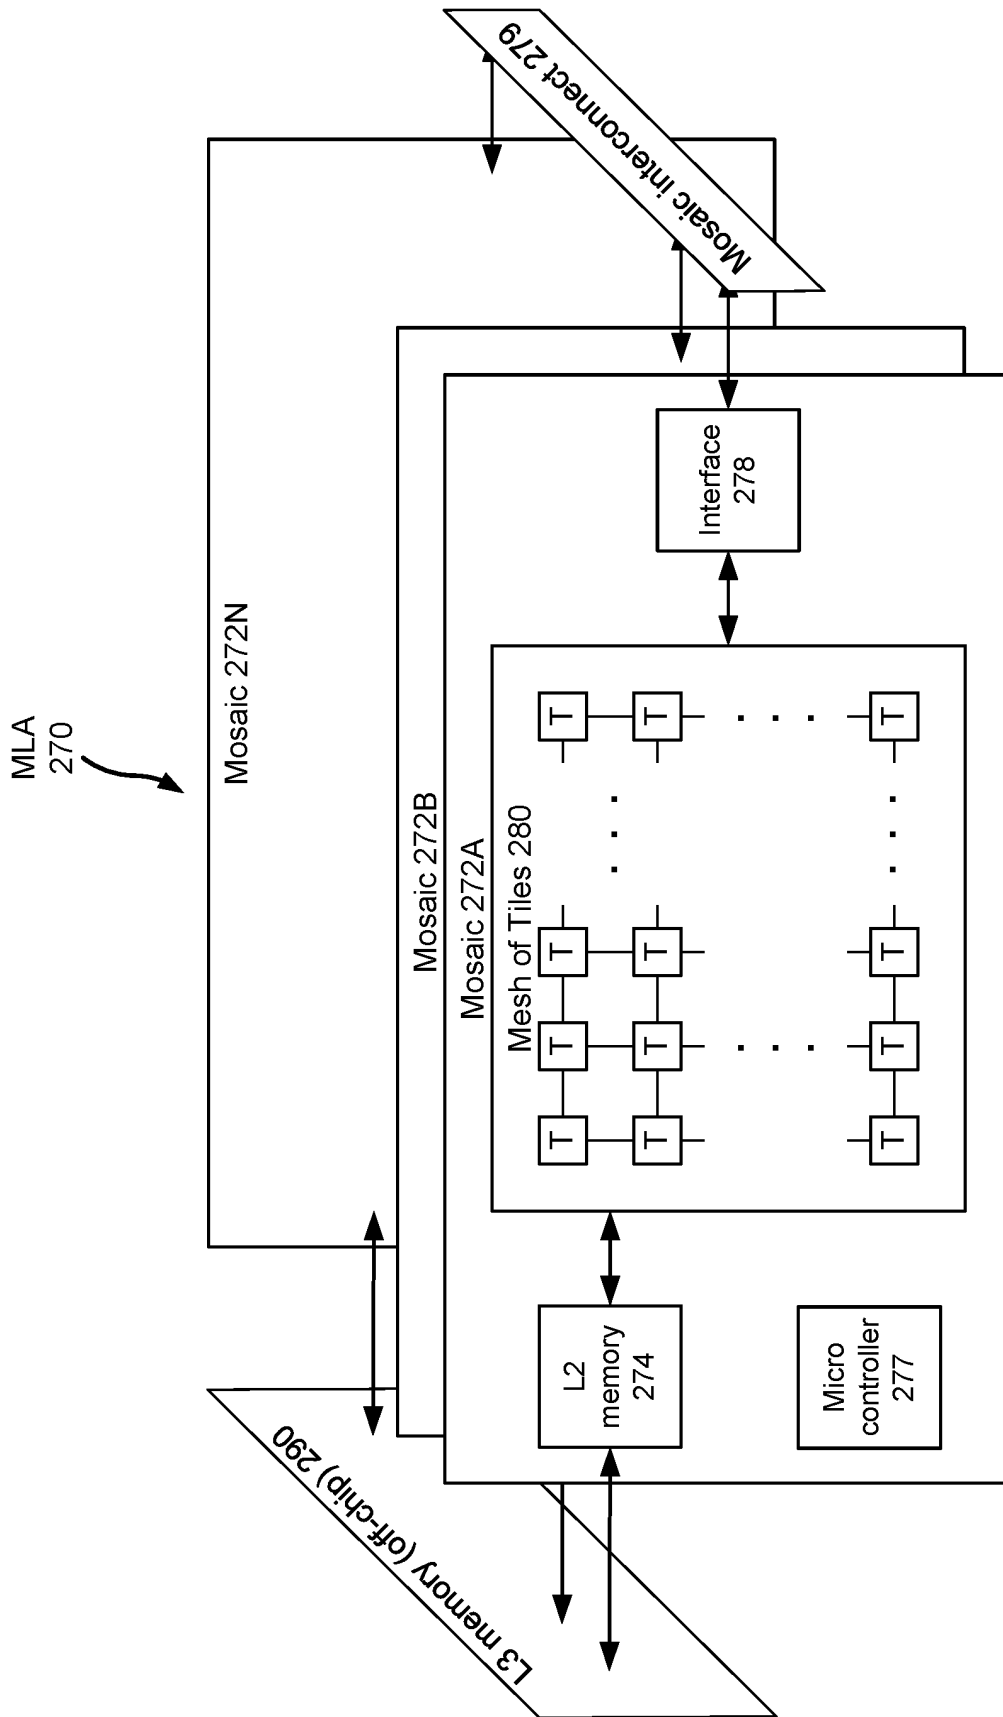 MLA
270
Mosaic 272N
Mosaic 272B
Mosaic 272A
Mesh of Tiles 280
T
T
T
T
T
T
T
T
T
T
T
T
L2
memory
274
Micro
controller
277
Interface
278
L3 memory (off-chip) 290
Mosaic interconnect 279